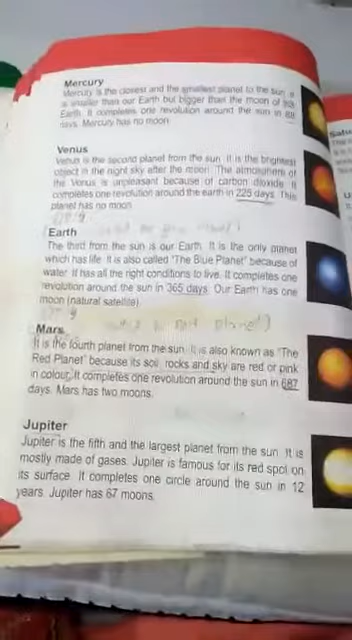 Mercury
Mercury is the closest and the smallest planet to the sun. It
is smaller than our Earth but bigger than the moon of the
Earth. It completes one revolution around the sun in 88
days. Mercury has no moon.
Venus
Venus is the second planet from the sun. It is the brightest
object in the night sky after the moon. The atmosphere of
the Venus is unpleasant because of carbon dioxide. It
completes one revolution around the earth in 225 days. This
planet has no moon.
Earth
The third from the sun is our Earth. It is the only planet
which has life. It is also called "The Blue Planet" because of
water. It has all the right conditions to live. It completes one
revolution around the sun in 365 days. Our Earth has one
moon (natural satellite).
Mars
It is the fourth planet from the sun. It is also known as "The
Red Planet" because its soil, rocks and sky are red or pink
in colour. It completes one revolution around the sun in 687
days. Mars has two moons.
Jupiter
Jupiter is the fifth and the largest planet from the sun. It is
mostly made of gases. Jupiter is famous for its red spot on
its surface. It completes one circle around the sun in 12
years. Jupiter has 67 moons.